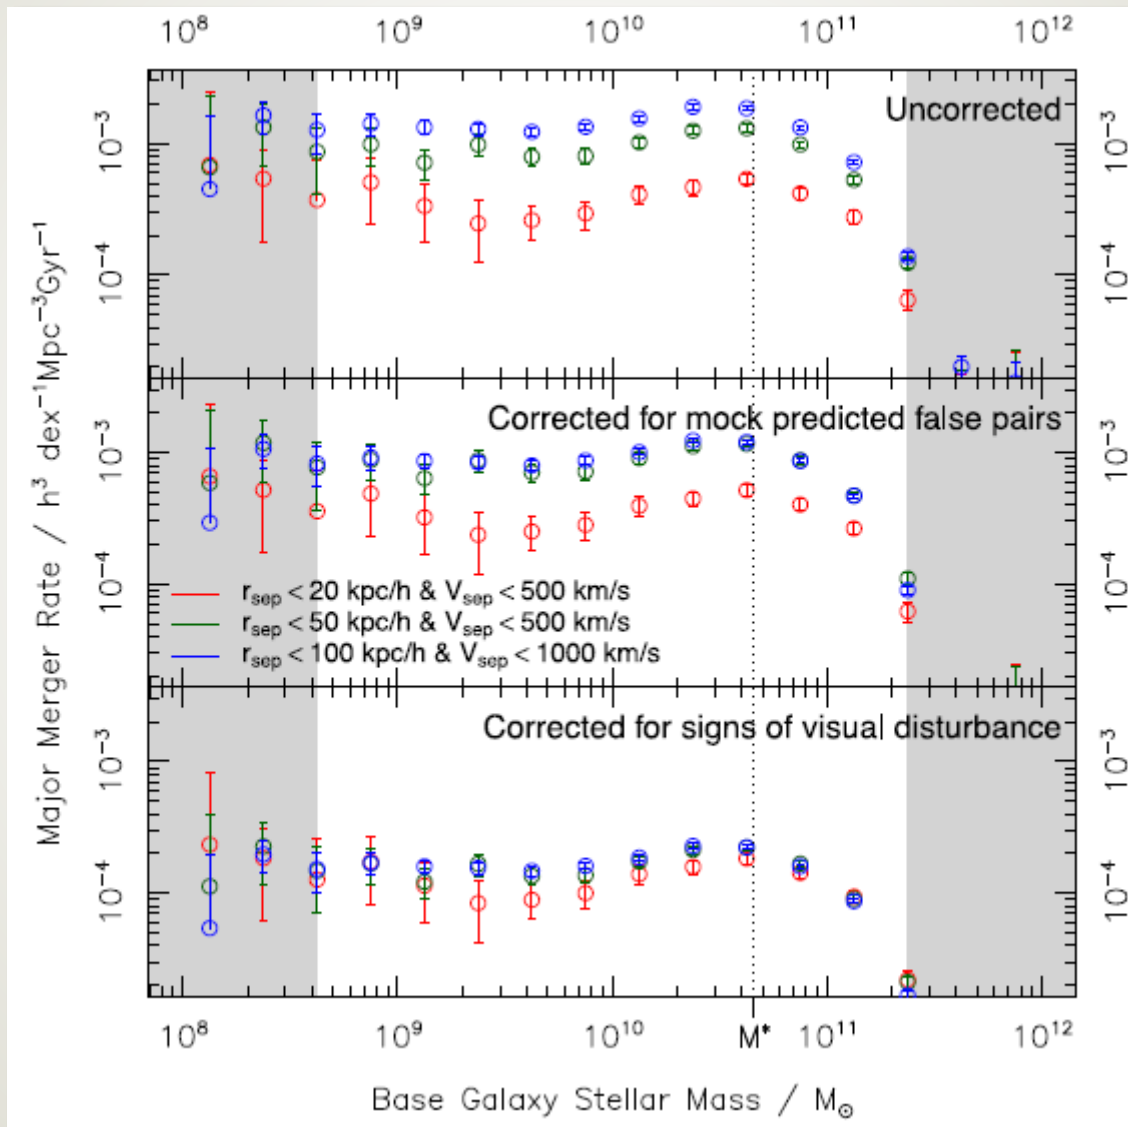 10⁸ 10⁹ 10¹⁰ 10¹¹ 10¹²
Uncorrected
10⁻³ 10⁻³
10⁻⁴ 10⁻⁴
Corrected for mock predicted false pairs
10⁻³ 10⁻³
10⁻⁴ 10⁻⁴
r_sep < 20 kpc/h & V_sep < 500 km/s
r_sep < 50 kpc/h & V_sep < 500 km/s
r_sep < 100 kpc/h & V_sep < 1000 km/s
Corrected for signs of visual disturbance
10⁻³ 10⁻³
10⁻⁴ 10⁻⁴
Major Merger Rate / h³ dex⁻¹Mpc⁻³Gyr⁻¹
10⁸ 10⁹ 10¹⁰ M* 10¹¹ 10¹²
Base Galaxy Stellar Mass / M⊙